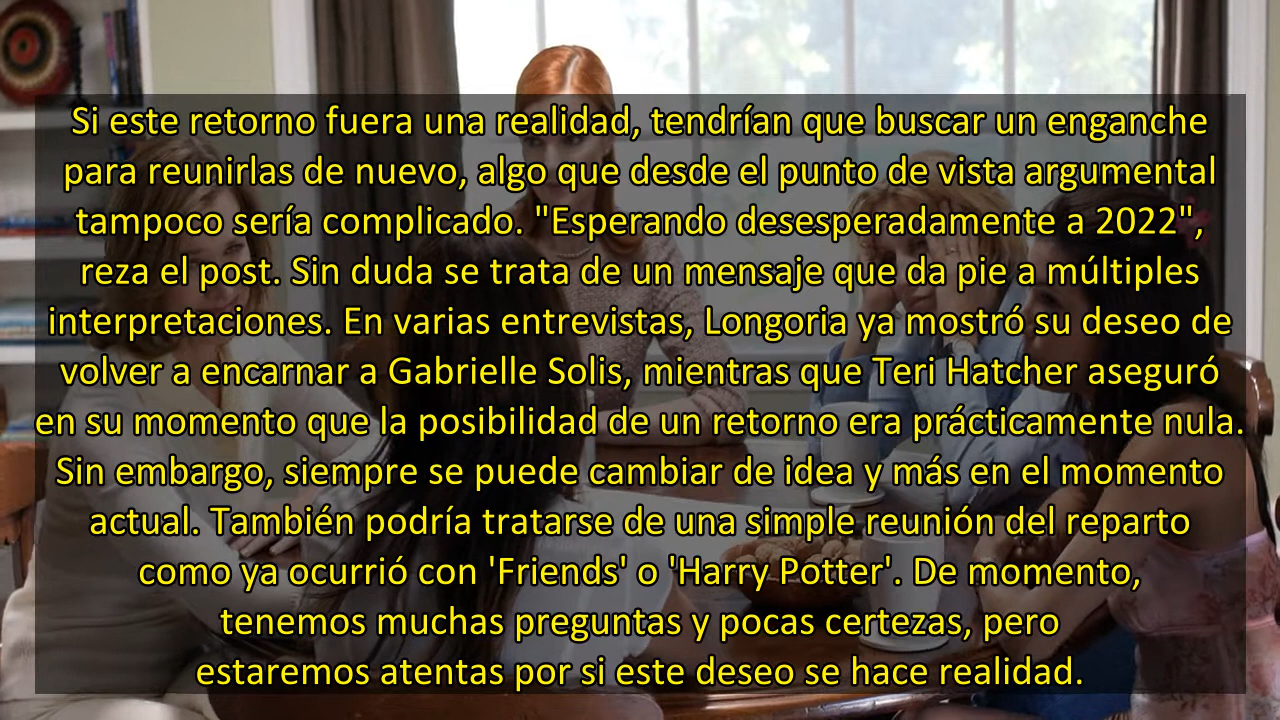 Si este retorno fuera una realidad, tendrían que buscar un enganche
para reunirlas de nuevo, algo que desde el punto de vista argumental
tampoco sería complicado. "Esperando desesperadamente a 2022",
reza el post. Sin duda se trata de un mensaje que da pie a múltiples
interpretaciones. En varias entrevistas, Longoria ya mostró su deseo de
volver a encarnar a Gabrielle Solis, mientras que Teri Hatcher aseguró
en su momento que la posibilidad de un retorno era prácticamente nula.
Sin embargo, siempre se puede cambiar de idea y más en el momento
actual. También podría tratarse de una simple reunión del reparto
como ya ocurrió con 'Friends' o 'Harry Potter'. De momento,
tenemos muchas preguntas y pocas certezas, pero
estaremos atentas por si este deseo se hace realidad.